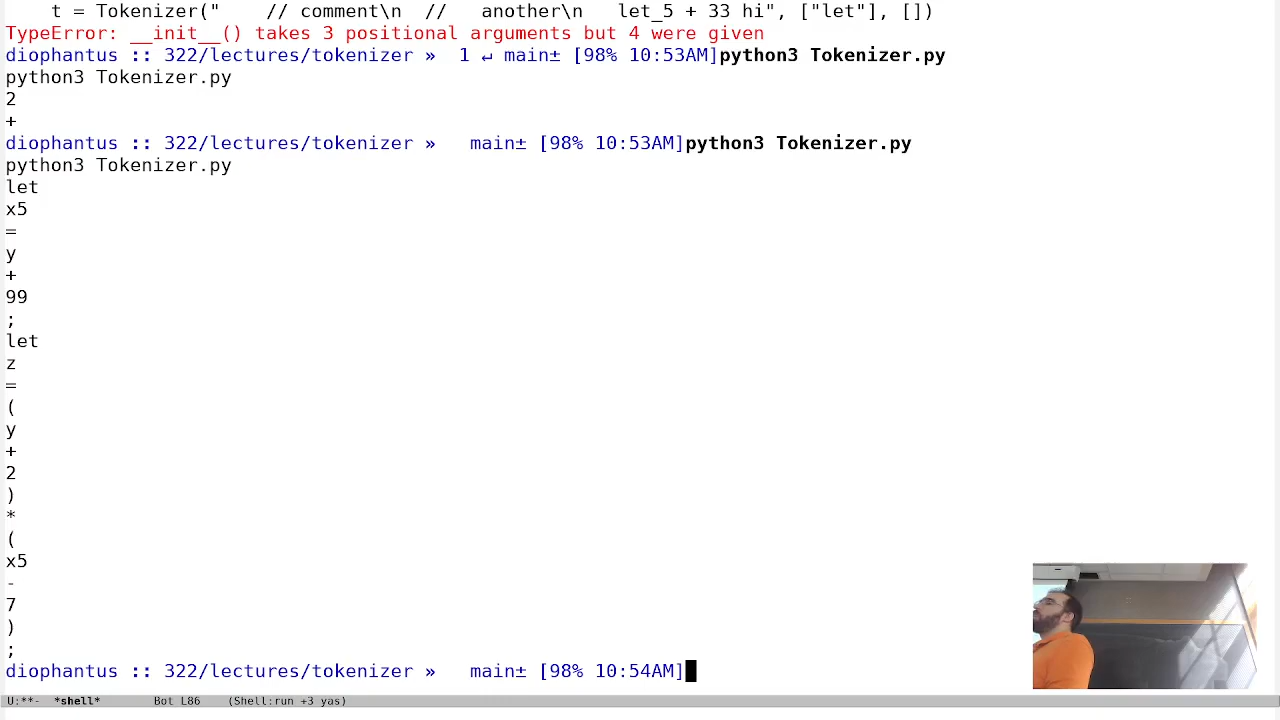 t = Tokenizer("    // comment\n  //   another\n   let_5 + 33 hi", ["let"], [])
TypeError: __init__() takes 3 positional arguments but 4 were given
diophantus :: 322/lectures/tokenizer »  1 ↵ main± [98% 10:53AM]python3 Tokenizer.py
python3 Tokenizer.py
2
+
diophantus :: 322/lectures/tokenizer »   main± [98% 10:53AM]python3 Tokenizer.py
python3 Tokenizer.py
let
x5
=
y
+
99
;
let
z
=
(
y
+
2
)
*
(
x5
-
7
)
;
diophantus :: 322/lectures/tokenizer »   main± [98% 10:54AM]
U:**-  *shell*      Bot L86    (Shell:run +3 yas)